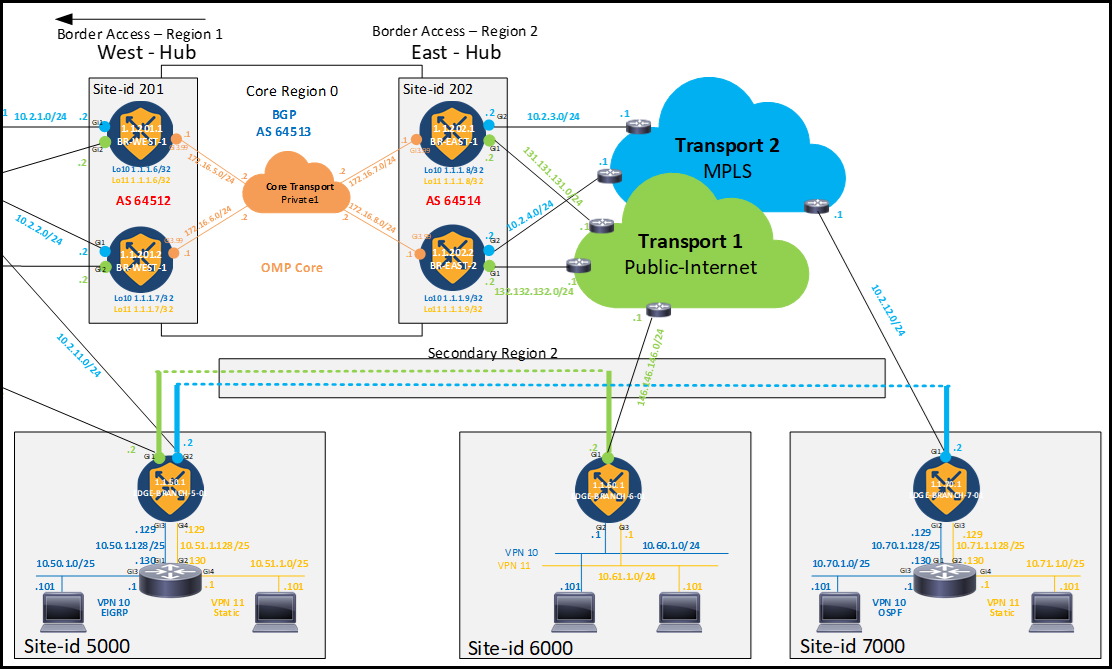 Border Access – Region 1
West - Hub
Border Access – Region 2
East - Hub
Site-id 201
Core Region 0
BGP
AS 64513
Site-id 202
1
10.2.1.0/24
.2
Gi1
Gi2
.2
1.1.201.1
BR-WEST-1
.1
Gi3.99
172.16.5.0/24
.2
Lo10 1.1.1.6/32
Lo11 1.1.1.6/32
AS 64512
Core Transport
Private1
.1
172.16.7.0/24
.2
1.1.202.1
BR-EAST-1
.2
Gi2
Gi1
.2
Lo10 1.1.1.8/32
Lo11 1.1.1.8/32
AS 64514
10.2.3.0/24
.1
131.131.131.0/24
.1
10.2.4.0/24
.1
Transport 2
MPLS
.1
10.2.2.0/24
Gi1
.2
Gi2
.2
1.1.201.2
BR-WEST-1
Gi3.99
.1
172.16.6.0/24
.2
OMP Core
172.16.8.0/24
.2
Gi3.99
.1
1.1.202.2
BR-EAST-2
.2
Gi2
Gi1
.2
Lo10 1.1.1.7/32
Lo11 1.1.1.7/32
Lo10 1.1.1.9/32
Lo11 1.1.1.9/32
132.132.132.0/24
.1
Transport 1
Public-Internet
.1
10.2.11.0/24
146.146.146.0/24
10.2.12.0/24
Secondary Region 2
.2
Gi1
.2
Gi2
1.1.50.1
EDGE-BRANCH-5-0
Gi3
Gi4
.129
.129
10.50.1.128/25
10.51.1.128/25
.130
.130
Gi1
Gi2
10.50.1.0/25
10.51.1.0/25
Gi3
Gi4
.101
.1
.1
.101
VPN 10
EIGRP
VPN 11
Static
Site-id 5000
.2
Gi1
DGE-BRANCH-6-0
Gi2
Gi3
.1
.1
VPN 10
10.60.1.0/24
VPN 11
10.61.1.0/24
.101
.101
Site-id 6000
.2
Gi1
1.1.70.1
EDGE-BRANCH-7-0
Gi2
Gi3
.129
.129
10.70.1.128/25
10.71.1.128/25
.130
.130
Gi1
Gi2
10.70.1.0/25
10.71.1.0/25
Gi3
Gi4
.101
.1
.1
.101
VPN 10
OSPF
VPN 11
Static
Site-id 7000